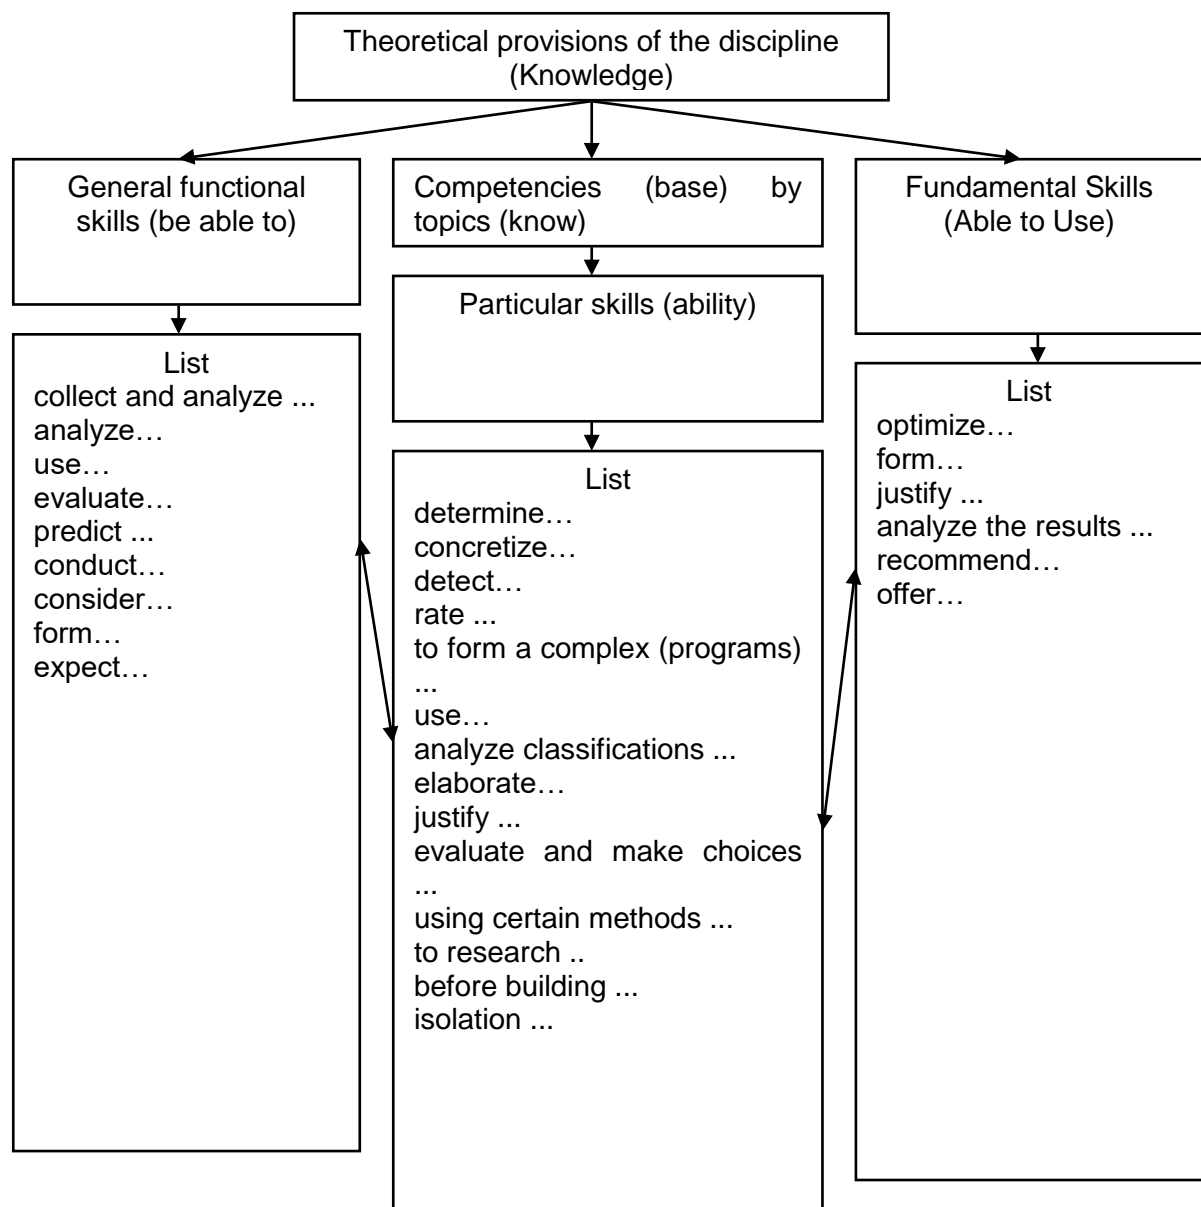 Theoretical provisions of the discipline
(Knowledge)
General functional
skills (be able to)
Competencies (base) by
topics (know)
Fundamental Skills
(Able to Use)
Particular skills (ability)
List
collect and analyze ...
analyze…
use…
evaluate…
predict ...
conduct…
consider…
form…
expect…
List
determine…
concretize…
detect…
rate ...
to form a complex (programs)
...
use…
analyze classifications ...
elaborate…
justify ...
evaluate and make choices
...
using certain methods ...
to research ..
before building ...
isolation ...
List
optimize…
form…
justify ...
analyze the results ...
recommend…
offer…